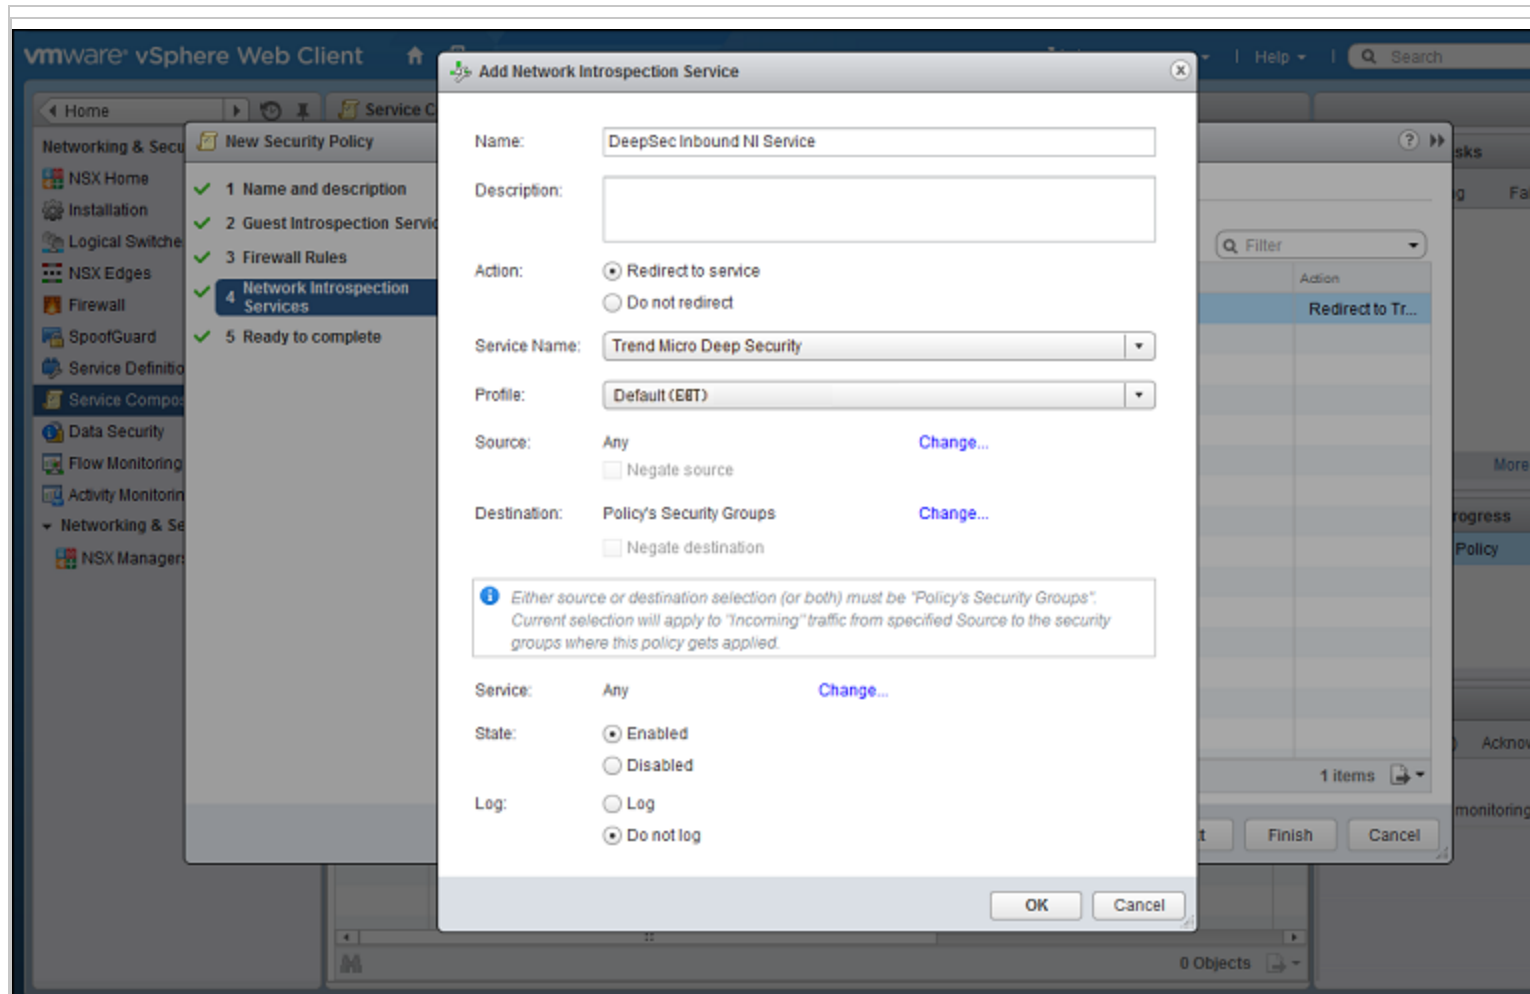 vmware vSphere Web Client
Help
Search
Add Network Introspection Service
Home
Service C
Networking & Secu
NSX Home
Installation
Logical Switche
NSX Edges
Firewall
SpoofGuard
Service Definitio
Service Compo
Data Security
Flow Monitoring
Activity Monitorin
Networking & Se
NSX Manager
New Security Policy
1 Name and description
2 Guest Introspection Servic
3 Firewall Rules
4 Network Introspection
Services
5 Ready to complete
Name: DeepSec Inbound NI Service
Description:
Action: Redirect to service
Do not redirect
Service Name: Trend Micro Deep Security
Profile: Default
Source: Any Change...
Negate source
Destination: Policy's Security Groups Change...
Negate destination
Either source or destination selection (or both) must be "Policy's Security Groups".
Current selection will apply to "Incoming" traffic from specified Source to the security
groups where this policy gets applied.
Service: Any Change...
State: Enabled
Disabled
Log: Log
Do not log
OK Cancel
Filter
Action
Redirect to Tr...
1 items
t Finish Cancel
0 Objects
sks
g Fa
More
rogress
Policy
Acknow
monitoring